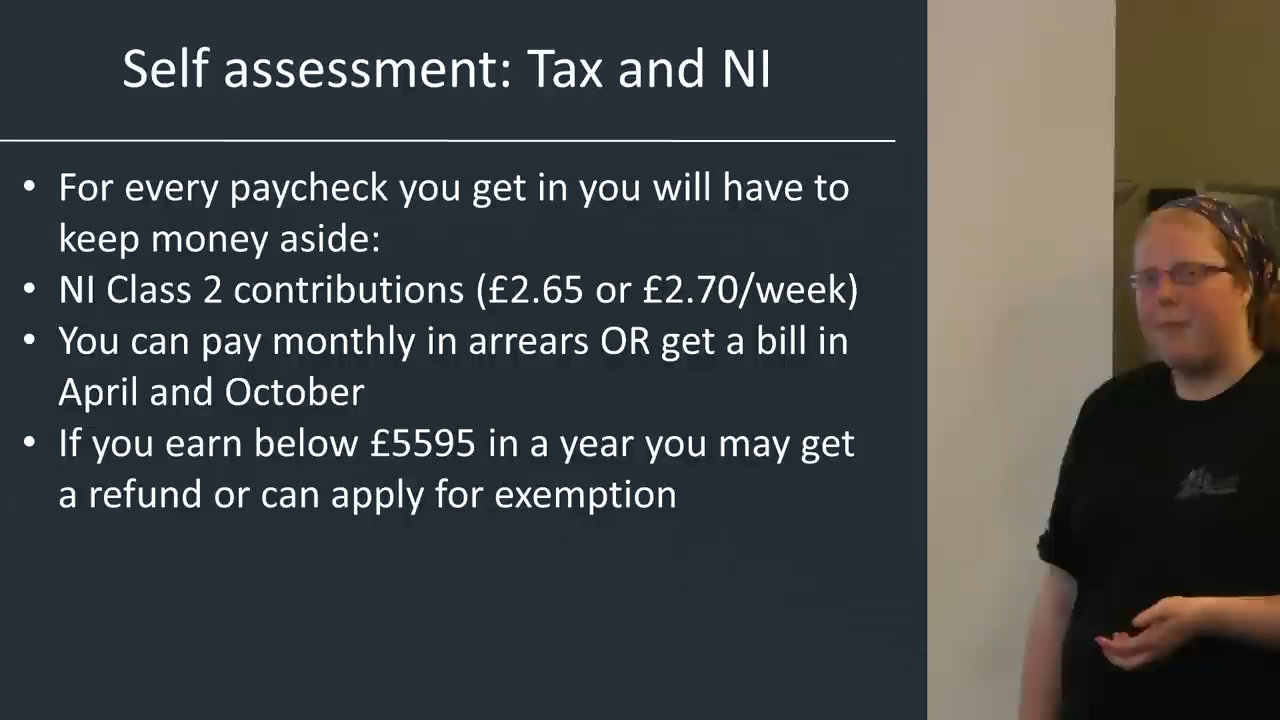 Self assessment: Tax and NI
• For every paycheck you get in you will have to
keep money aside:
• NI Class 2 contributions (£2.65 or £2.70/week)
• You can pay monthly in arrears OR get a bill in
April and October
• If you earn below £5595 in a year you may get
a refund or can apply for exemption